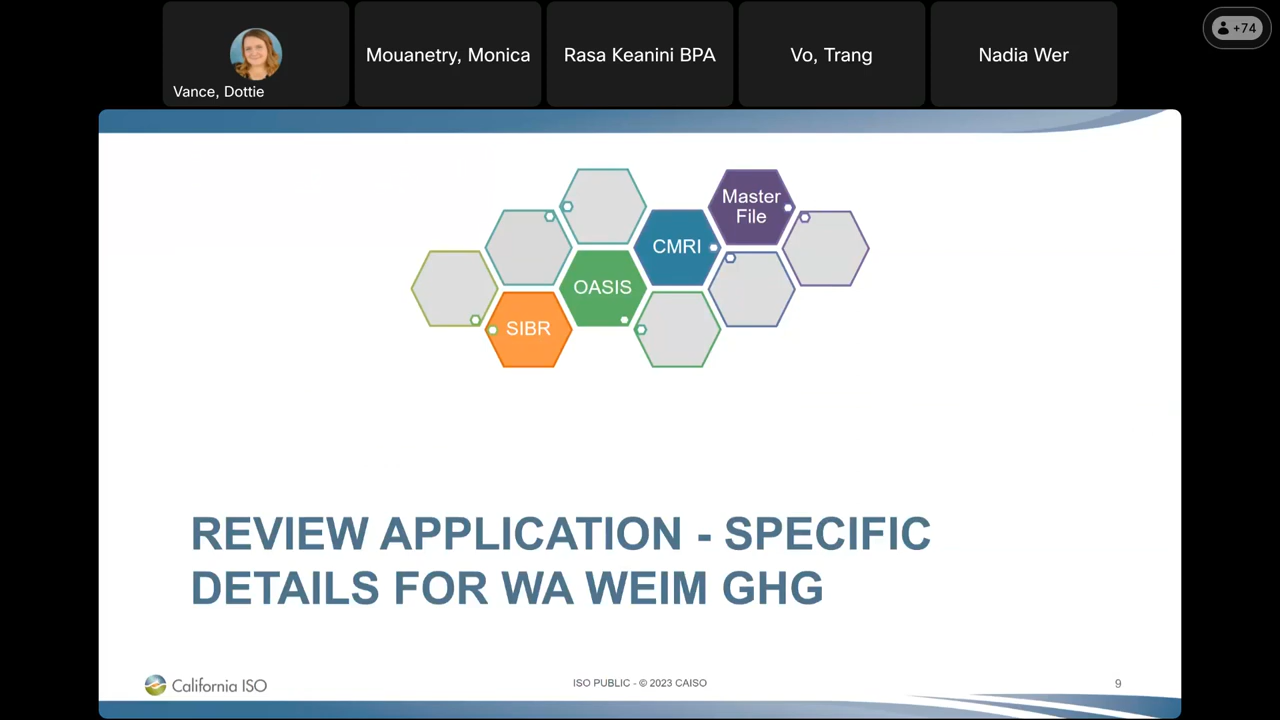 Vance, Dottie
Mouanetry, Monica
Rasa Keanini BPA
Vo, Trang
Nadia Wer
+74
Master
File
CMRI
OASIS
SIBR
REVIEW APPLICATION - SPECIFIC
DETAILS FOR WA WEIM GHG
California ISO
ISO PUBLIC - © 2023 CAISO
9